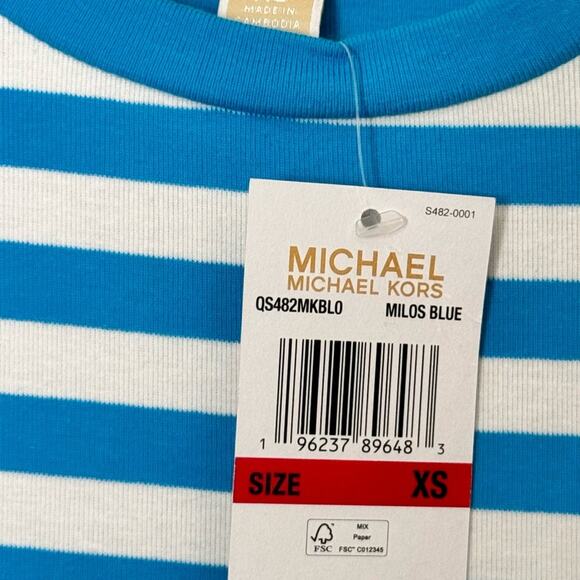 MADE IN
CAMBODIA
S482-0001
MICHAEL
MICHAEL KORS
QS482MKBL0 MILOS BLUE
1 96237 89648 3
SIZE XS
FSC
MIX
Paper
FSC™ C012345